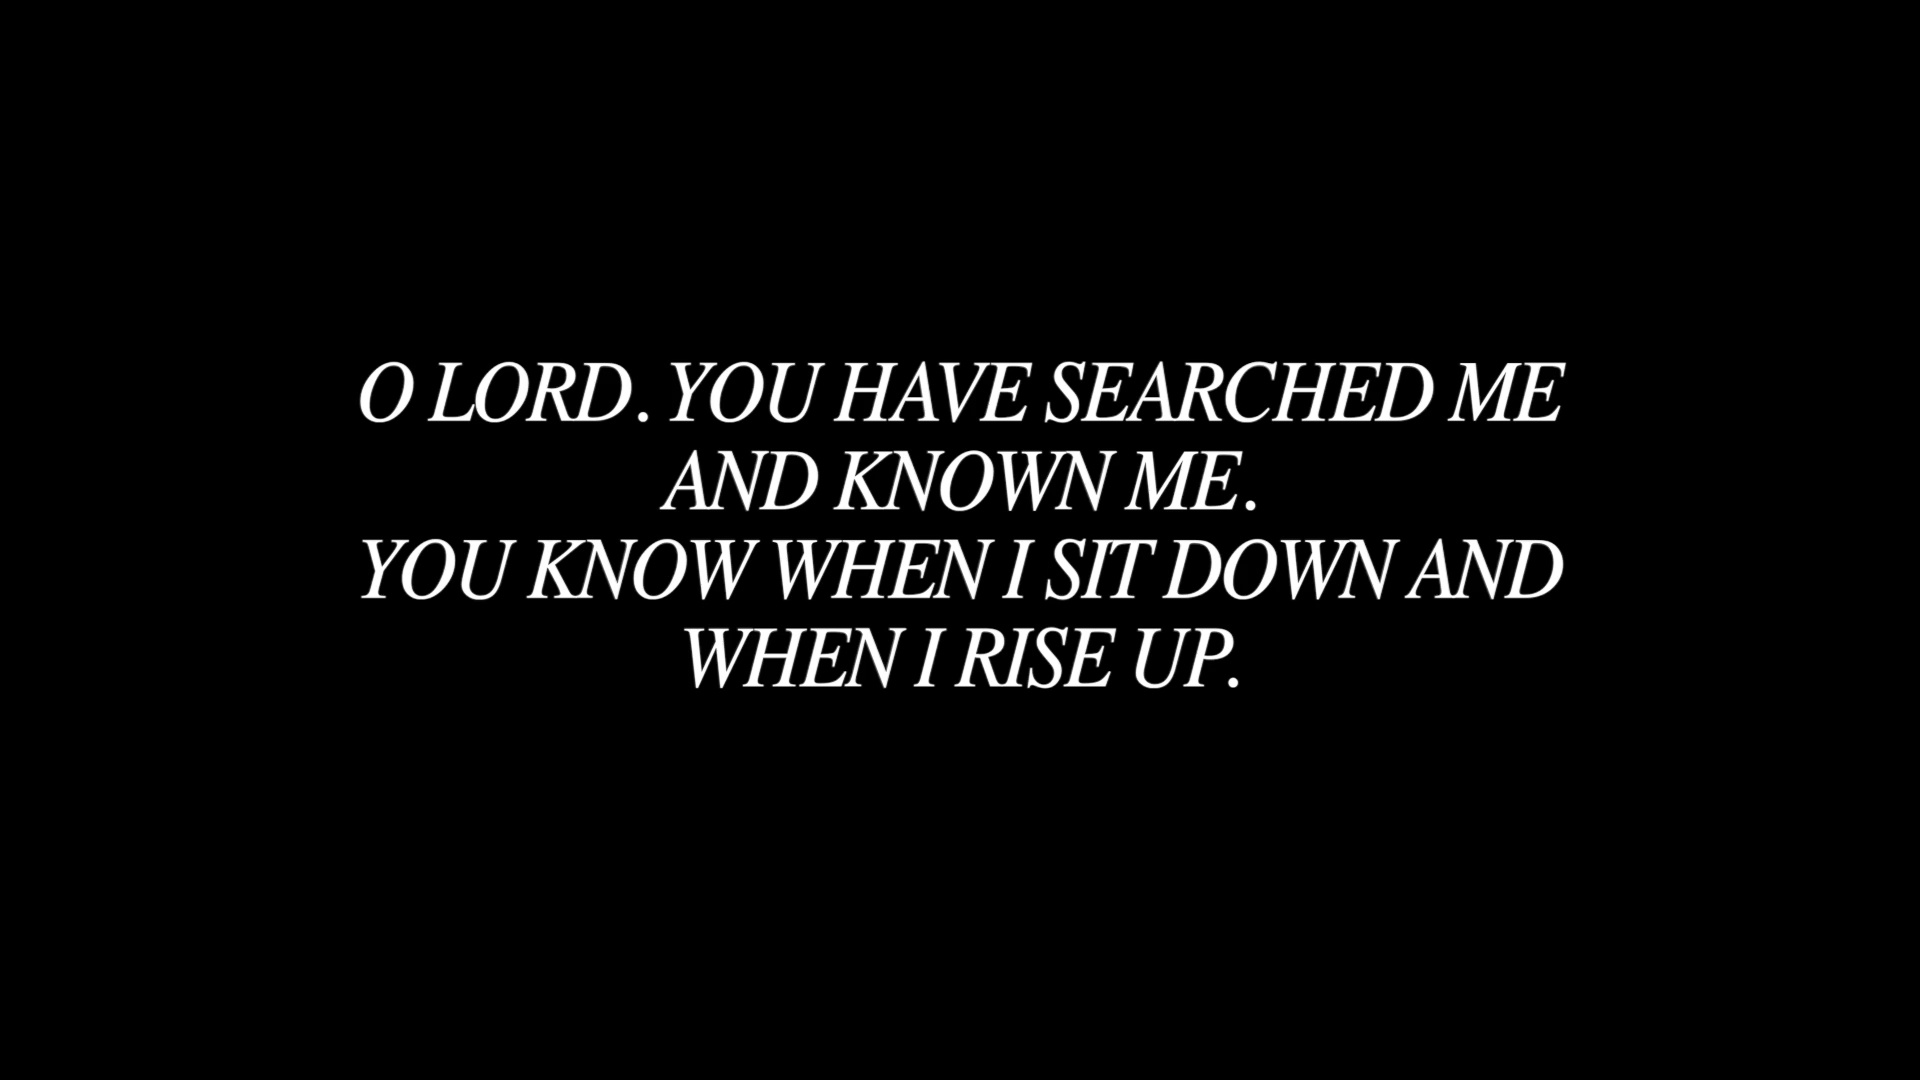 O LORD. YOU HAVE SEARCHED ME
AND KNOWN ME.
YOU KNOW WHEN I SIT DOWN AND
WHEN I RISE UP.